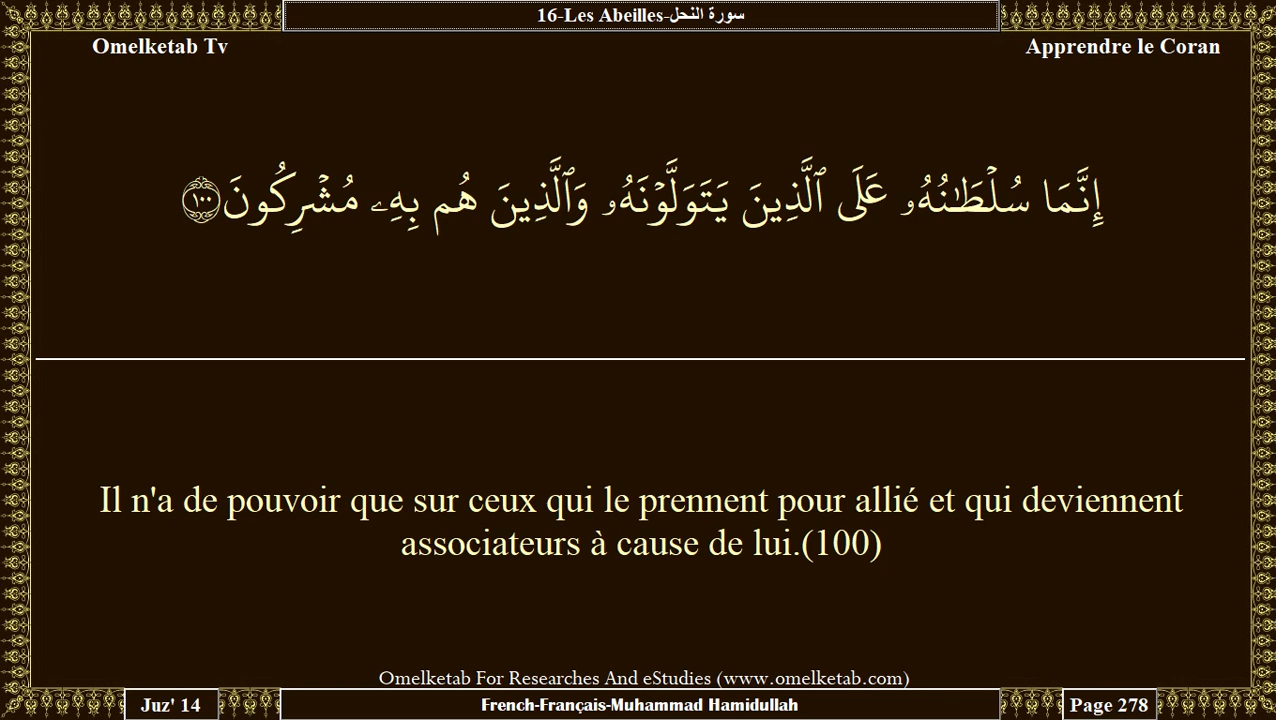 16-Les Abeilles-سورة النحل
Omelketab Tv
Apprendre le Coran
إِنَّمَا سُلْطَـٰنُهُۥ عَلَى ٱلَّذِينَ يَتَوَلَّوْنَهُۥ وَٱلَّذِينَ هُم بِهِۦ مُشْرِكُونَ ١٠٠
Il n'a de pouvoir que sur ceux qui le prennent pour allié et qui deviennent
associateurs à cause de lui.(100)
Omelketab For Researches And eStudies (www.omelketab.com)
Juz' 14
French-Français-Muhammad Hamidullah
Page 278